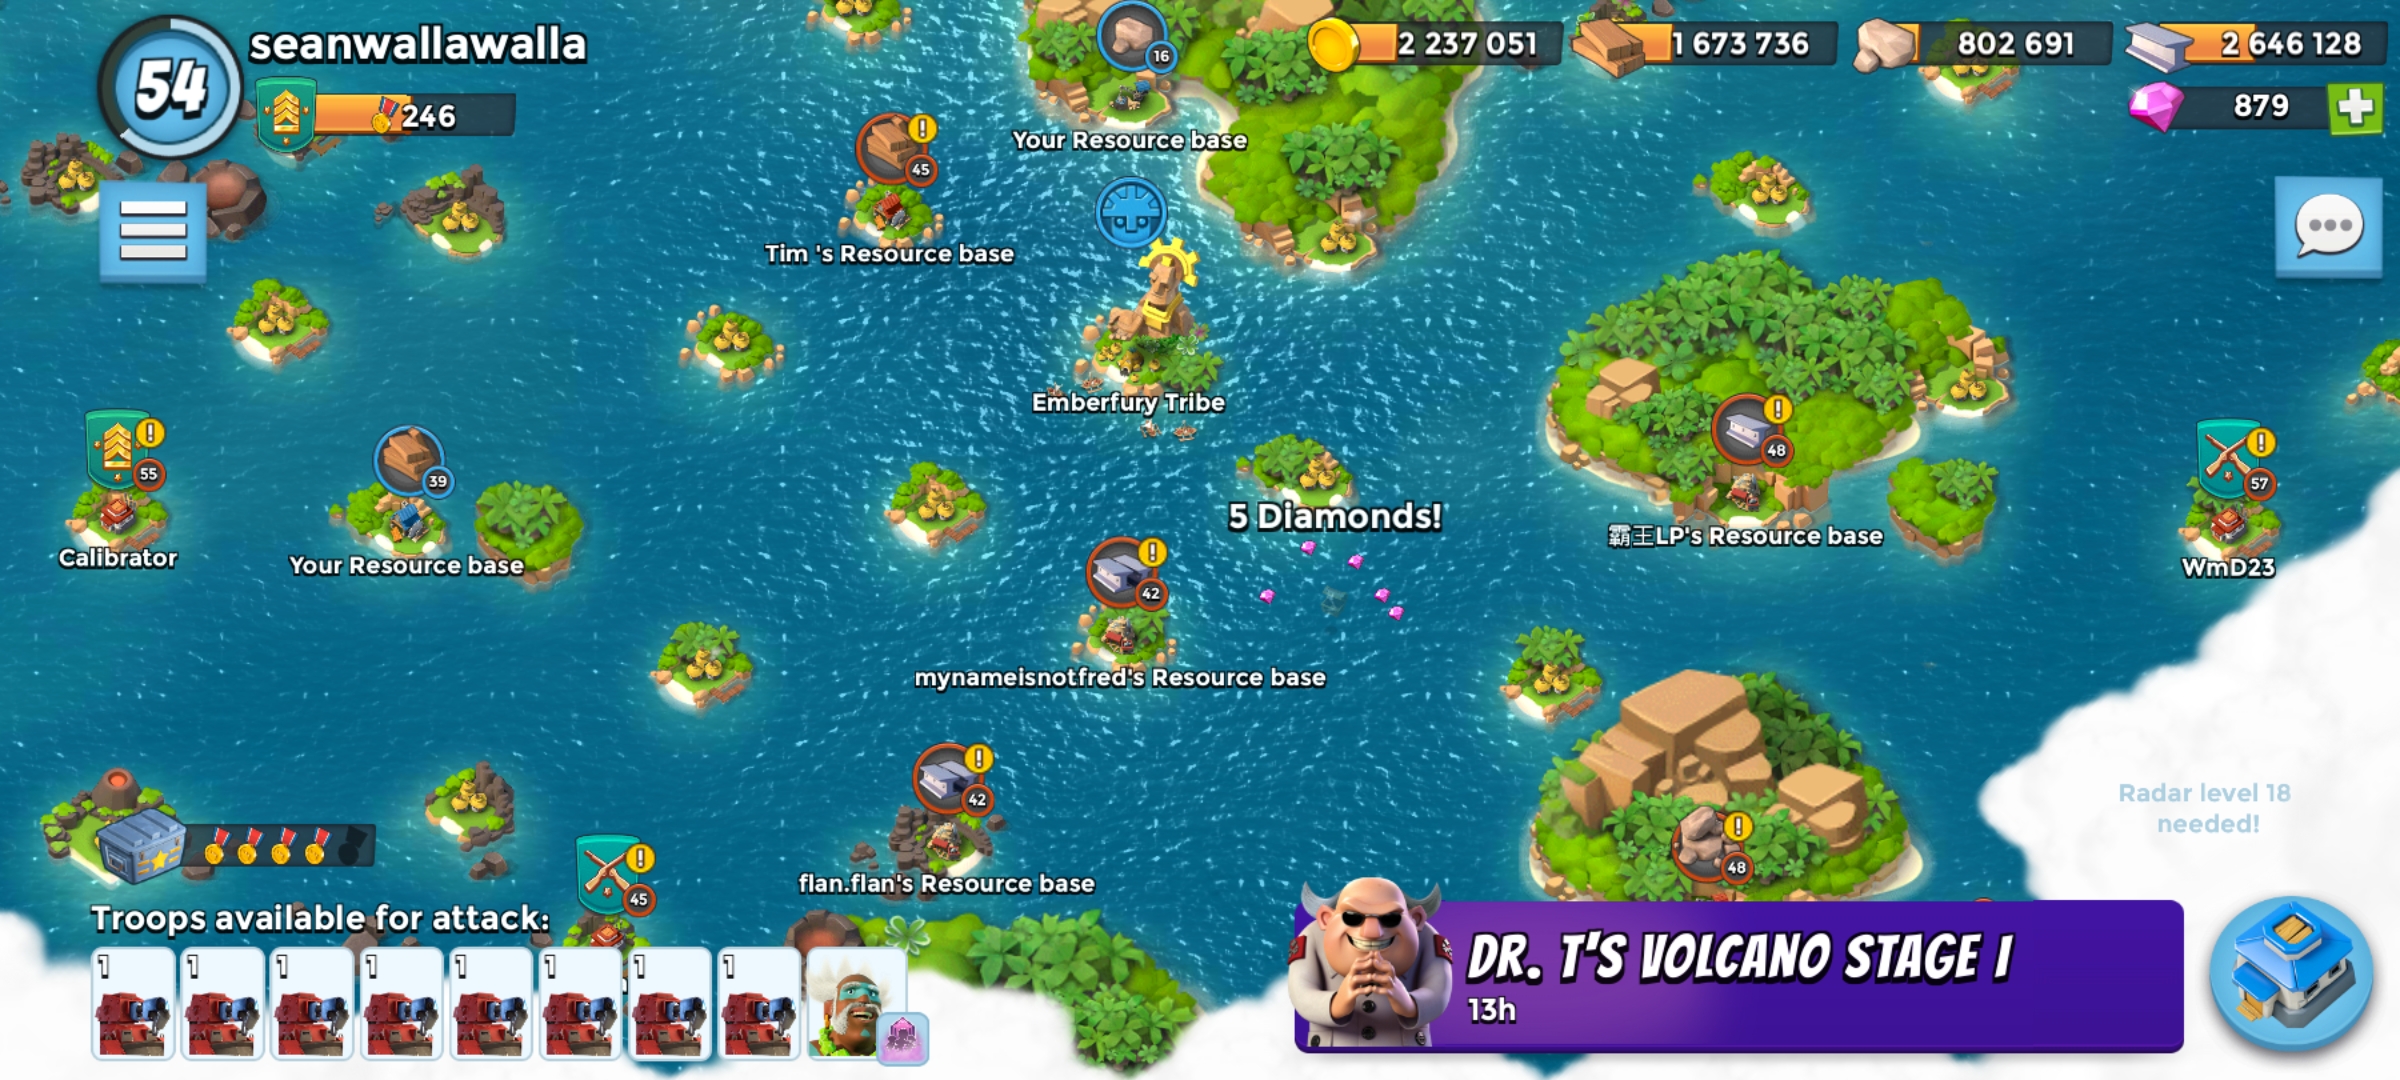 54
seanwallawalla
246
2 237 051
1 673 736
802 691
2 646 128
879
16
Your Resource base
!
45
Tim 's Resource base
Emberfury Tribe
!
55
Calibrator
39
Your Resource base
5 Diamonds!
!
42
mynameisnotfred's Resource base
!
48
霸王LP's Resource base
!
57
WmD23
!
42
flan.flan's Resource base
!
45
!
48
Radar level 18
needed!
Troops available for attack:
1 1 1 1 1 1 1 1
DR. T'S VOLCANO STAGE I
13h